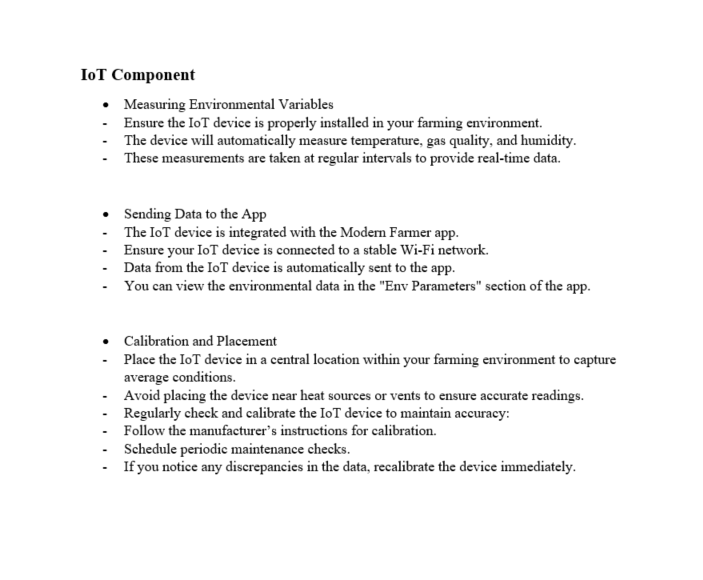 IoT Component
• Measuring Environmental Variables
- Ensure the IoT device is properly installed in your farming environment.
- The device will automatically measure temperature, gas quality, and humidity.
- These measurements are taken at regular intervals to provide real-time data.
• Sending Data to the App
- The IoT device is integrated with the Modern Farmer app.
- Ensure your IoT device is connected to a stable Wi-Fi network.
- Data from the IoT device is automatically sent to the app.
- You can view the environmental data in the "Env Parameters" section of the app.
• Calibration and Placement
- Place the IoT device in a central location within your farming environment to capture
average conditions.
- Avoid placing the device near heat sources or vents to ensure accurate readings.
- Regularly check and calibrate the IoT device to maintain accuracy:
- Follow the manufacturer’s instructions for calibration.
- Schedule periodic maintenance checks.
- If you notice any discrepancies in the data, recalibrate the device immediately.